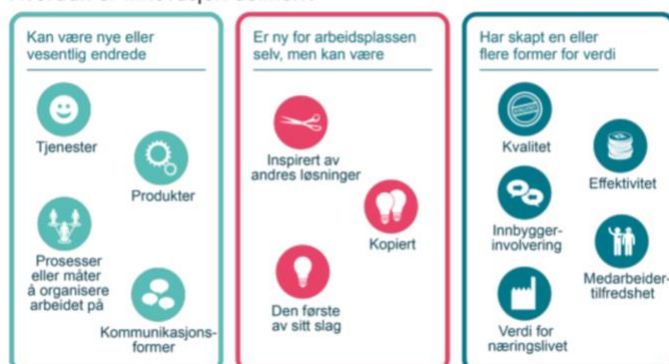 Kan være nye eller
vesentlig endrede
Tjenester
Produkter
Prosesser
eller måter
å organisere
arbeidet på
Kommunikasjons-
former
Er ny for arbeidsplassen
selv, men kan være
Inspirert av
andres løsninger
Kopiert
Den første
av sitt slag
Har skapt en eller
flere former for verdi
Kvalitet
Effektivitet
Innbygger-
involvering
Medarbeider-
tilfredshet
Verdi for
næringslivet